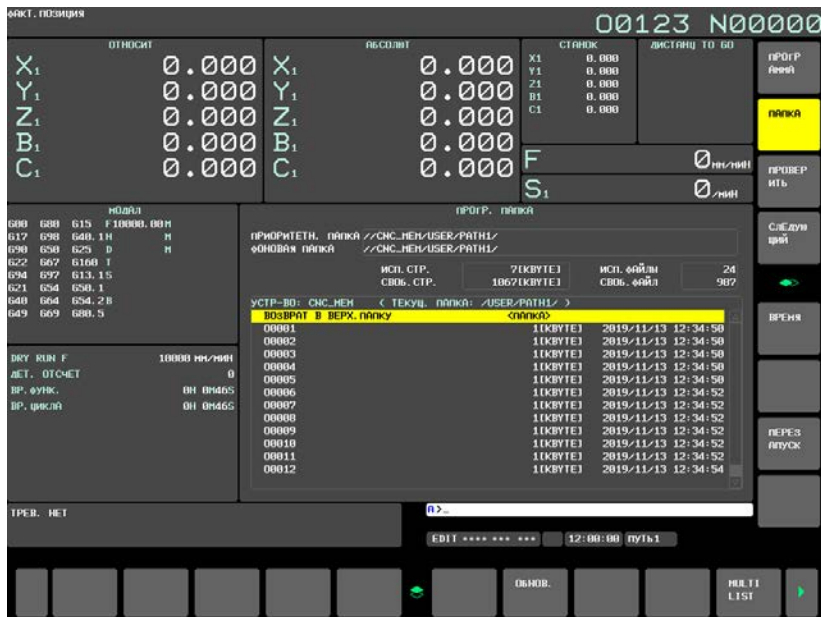 ФАКТ. ПОЗИЦИЯ
O0123 N00000
ОТНОСИТ
X1 0.000
Y1 0.000
Z1 0.000
B1 0.000
C1 0.000
АБСОЛЮТ
X1 0.000
Y1 0.000
Z1 0.000
B1 0.000
C1 0.000
СТАНОК
X1 0.000
Y1 0.000
Z1 0.000
B1 0.000
C1 0.000
ДИСТАНЦ TO GO
F 0 ММ/МИН
S1 0 /МИН
МОДАЛ
G00 G80 G15 F10000.00 M
G17 G98 G40.1 H M
G90 G50 G25 D M
G22 G67 G160 T
G94 G97 G13.1 S
G21 G54 G50.1
G40 G64 G54.2 B
G49 G69 G80.5
DRY RUN F 10000 ММ/МИН
ДЕТ. ОТСЧЕТ 0
ВР. ФУНК. 0H 0M46S
ВР. ЦИКЛА 0H 0M46S
ПРОГР. ПАПКА
ПРИОРИТЕТН. ПАПКА //CNC_MEM/USER/PATH1/
ФОНОВАЯ ПАПКА //CNC_MEM/USER/PATH1/
ИСП. СТР. 7[KBYTE] ИСП. ФАЙЛЫ 24
СВОБ. СТР. 1067[KBYTE] СВОБ. ФАЙЛ 987
УСТР-ВО: CNC_MEM ( ТЕКУЩ. ПАПКА: /USER/PATH1/ )
ВОЗВРАТ В ВЕРХ. ПАПКУ <ПАПКА>
O0001 1[KBYTE] 2019/11/13 12:34:50
O0002 1[KBYTE] 2019/11/13 12:34:50
O0003 1[KBYTE] 2019/11/13 12:34:50
O0004 1[KBYTE] 2019/11/13 12:34:50
O0005 1[KBYTE] 2019/11/13 12:34:50
O0006 1[KBYTE] 2019/11/13 12:34:52
O0007 1[KBYTE] 2019/11/13 12:34:52
O0008 1[KBYTE] 2019/11/13 12:34:52
O0009 1[KBYTE] 2019/11/13 12:34:52
O0010 1[KBYTE] 2019/11/13 12:34:52
O0011 1[KBYTE] 2019/11/13 12:34:52
O0012 1[KBYTE] 2019/11/13 12:34:54
ТРЕВ. НЕТ
A>_
EDIT **** *** *** 12:00:00 ПУТЬ1
ПРОГР
АММА
ПАПКА
ПРОВЕР
ИТЬ
СЛЕДУЮ
ЩИЙ
ВРЕМЯ
ПЕРЕЗ
АПУСК
ОБНОВ.
MULTI
LIST